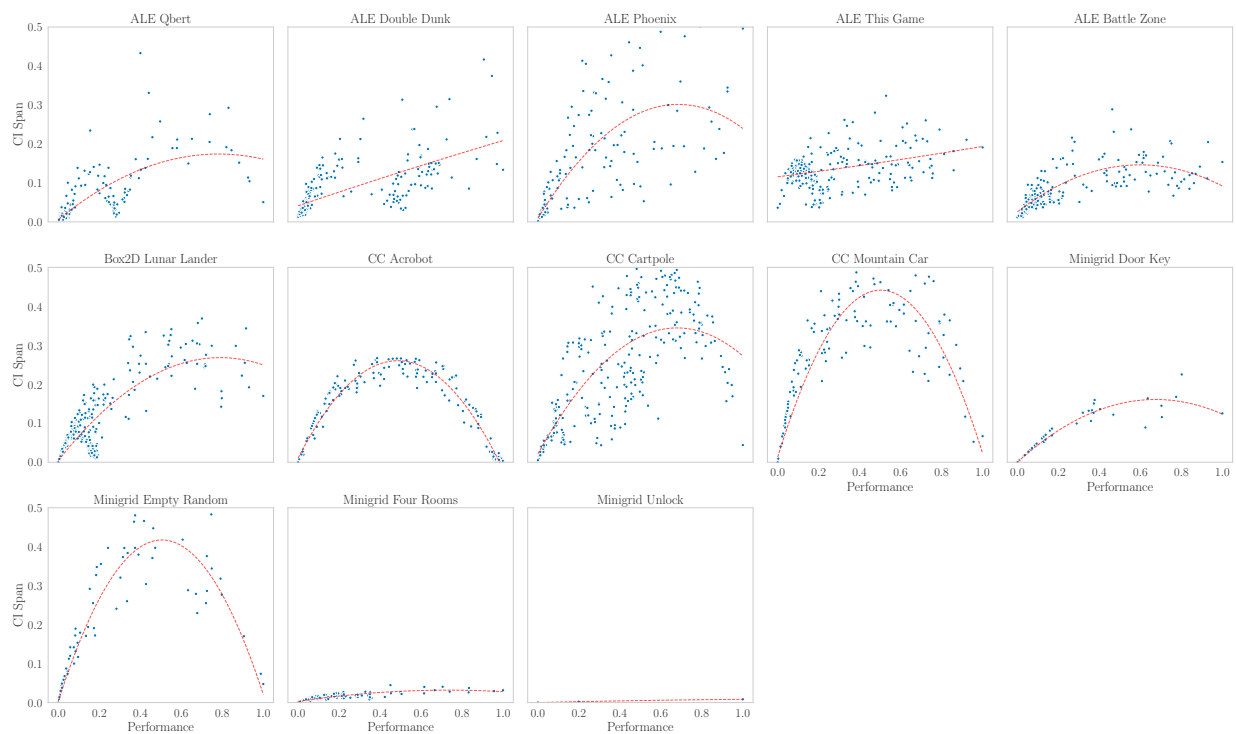 ALE Qbert
ALE Double Dunk
ALE Phoenix
ALE This Game
ALE Battle Zone
0.5
0.4
0.3
0.2
0.1
0.0
CI Span
Box2D Lunar Lander
CC Acrobot
CC Cartpole
CC Mountain Car
Minigrid Door Key
0.5
0.4
0.3
0.2
0.1
0.0
CI Span
0.0 0.2 0.4 0.6 0.8 1.0
Performance
0.0 0.2 0.4 0.6 0.8 1.0
Performance
Minigrid Empty Random
Minigrid Four Rooms
Minigrid Unlock
0.5
0.4
0.3
0.2
0.1
0.0
CI Span
0.0 0.2 0.4 0.6 0.8 1.0
Performance
0.0 0.2 0.4 0.6 0.8 1.0
Performance
0.0 0.2 0.4 0.6 0.8 1.0
Performance